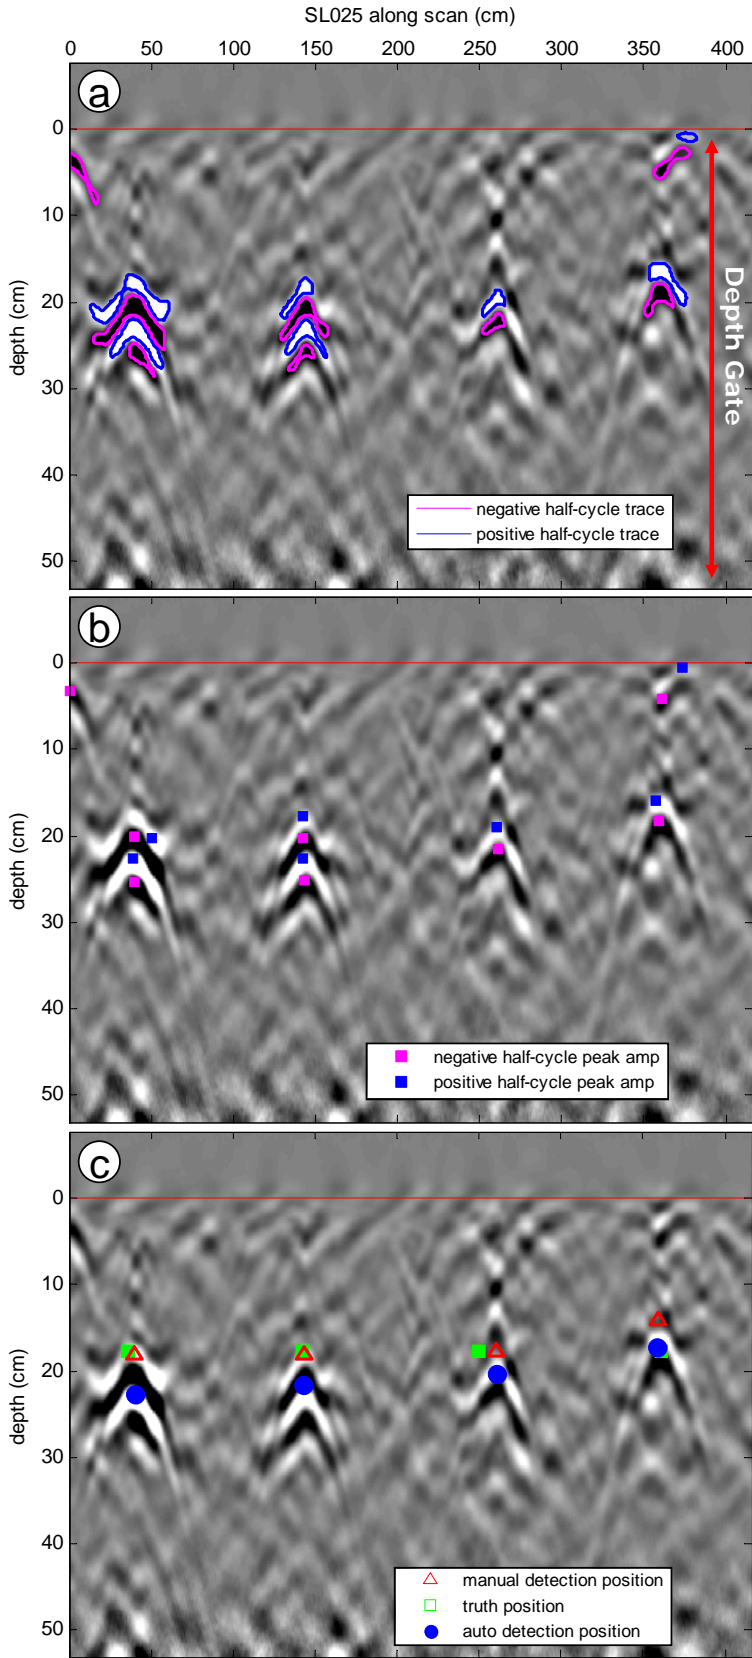 SL025 along scan (cm)
0 50 100 150 200 250 300 350 400
a
0
10
20
30
40
50
depth (cm)
Depth Gate
negative half-cycle trace
positive half-cycle trace
b
0
10
20
30
40
50
depth (cm)
negative half-cycle peak amp
positive half-cycle peak amp
c
0
10
20
30
40
50
depth (cm)
manual detection position
truth position
auto detection position